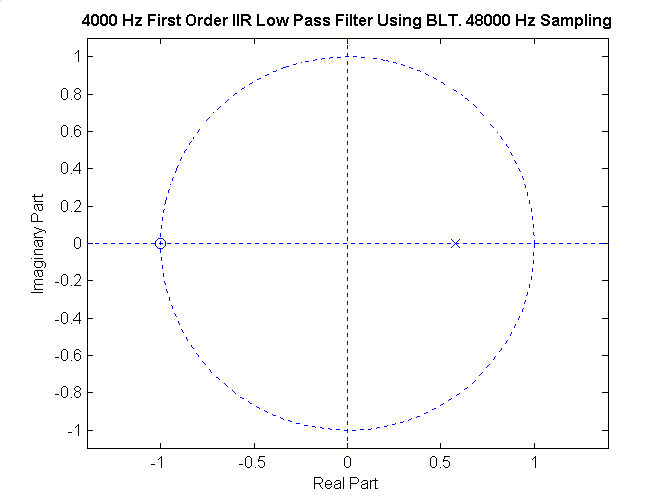 4000 Hz First Order IIR Low Pass Filter Using BLT. 48000 Hz Sampling
1
0.8
0.6
0.4
0.2
0
-0.2
-0.4
-0.6
-0.8
-1
Imaginary Part
-1 -0.5 0 0.5 1
Real Part